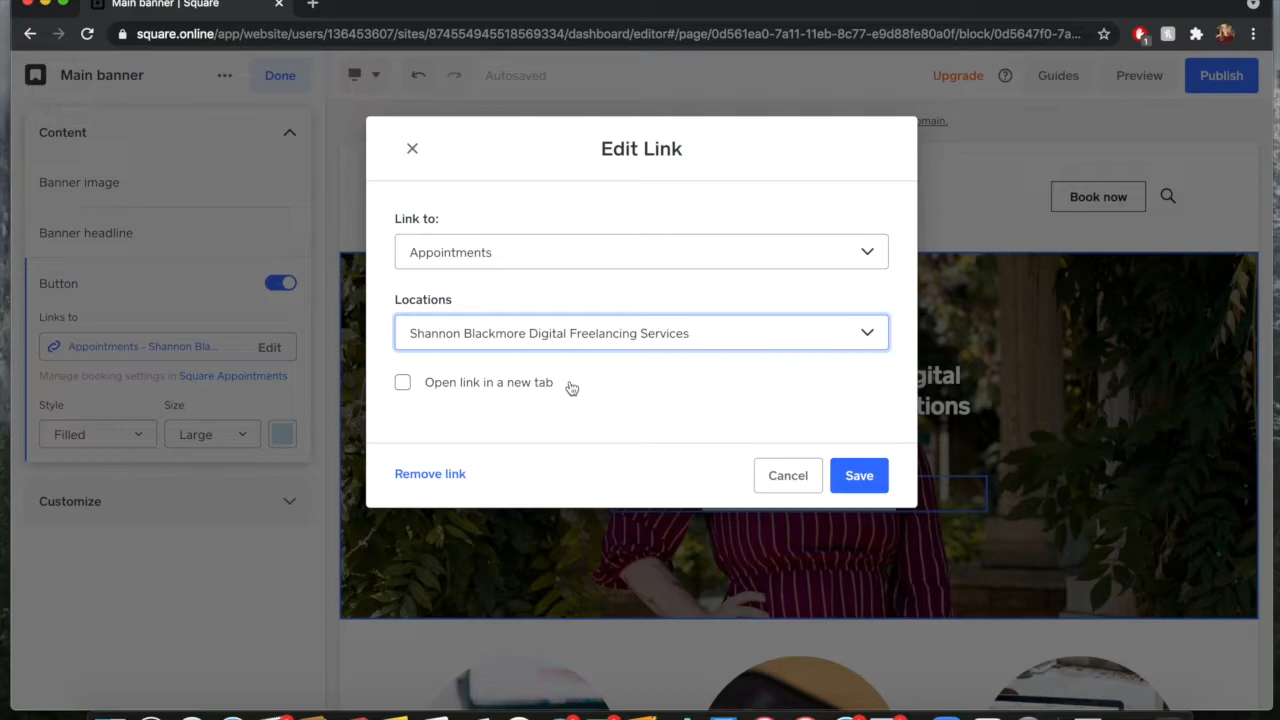 Main banner | Square
square.online/app/website/users/136453607/sites/874554945518569334/dashboard/editor#/page/0d561ea0-7a11-11eb-8c77-e9d88fe80a0f/block/0d5647f0-7a...
1
Main banner
Done
Autosaved
Upgrade
Guides
Preview
Publish
Content
Banner image
Banner headline
Button
Links to
Appointments - Shannon Bla...
Edit
Manage booking settings in Square Appointments
Style
Size
Filled
Large
Customize
Edit Link
Link to:
Appointments
Locations
Shannon Blackmore Digital Freelancing Services
Open link in a new tab
Remove link
Cancel
Save
Book now